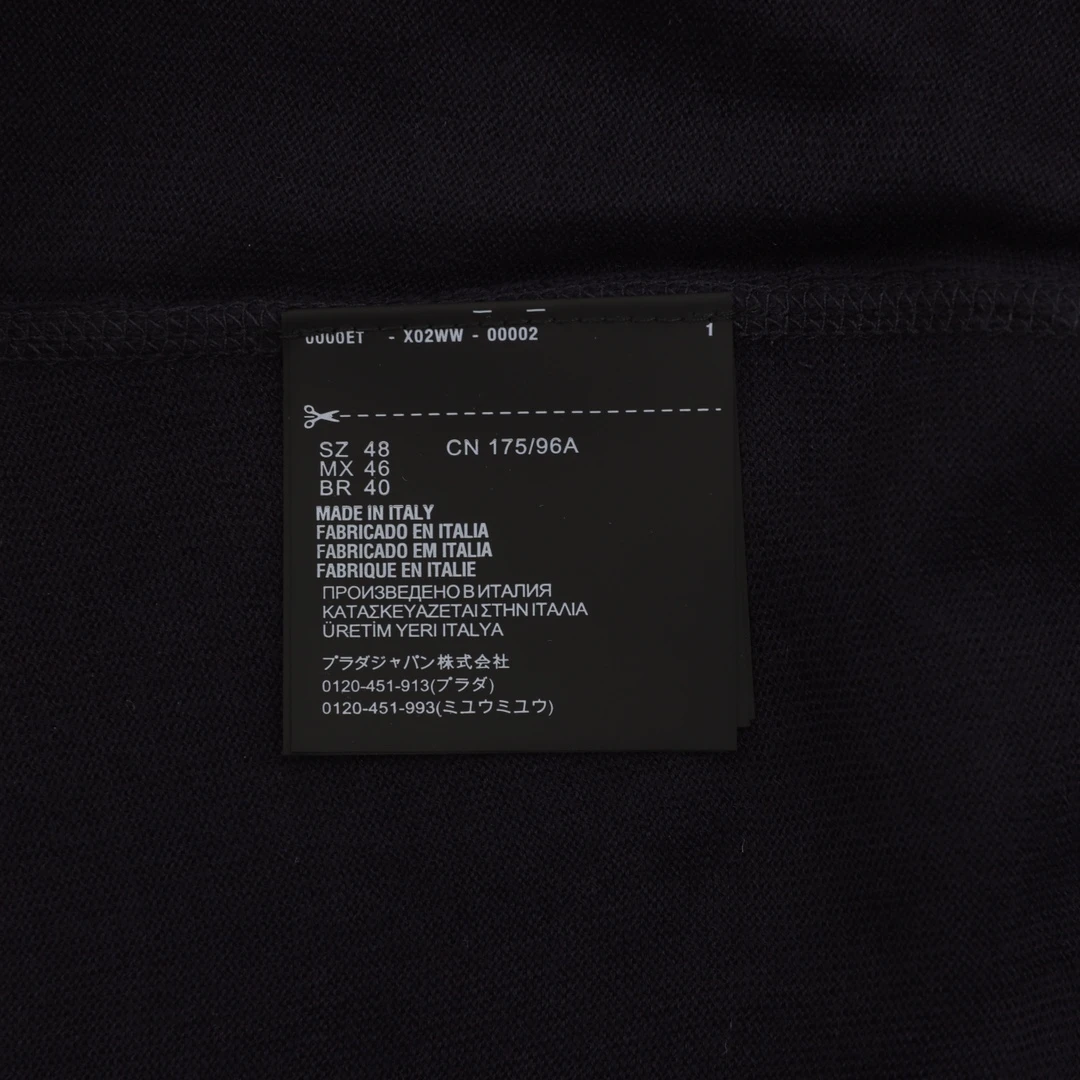 0000ET - X02WW - 00002 1
SZ 48 CN 175/96A
MX 46
BR 40
MADE IN ITALY
FABRICADO EN ITALIA
FABRICADO EM ITALIA
FABRIQUE EN ITALIE
ПРОИЗВЕДЕНО В ИТАЛИЯ
ΚΑΤΑΣΚΕΥΑΖΕΤΑΙ ΣΤΗΝ ΙΤΑΛΙΑ
ÜRETİM YERI ITALYA
プラダジャパン株式会社
0120-451-913(プラダ)
0120-451-993(ミユウミユウ)